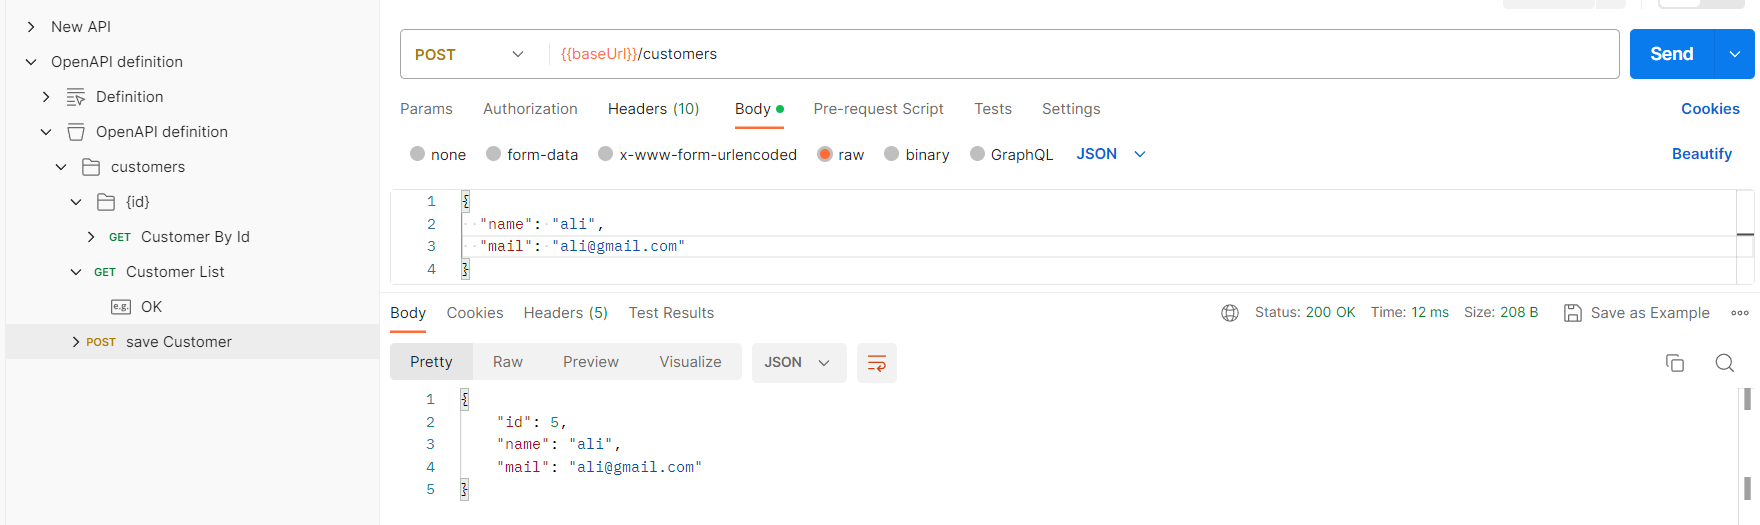 New API
OpenAPI definition
Definition
OpenAPI definition
customers
{id}
GET Customer By Id
GET Customer List
e.g. OK
POST save Customer
POST {{baseUrl}}/customers Send
Params Authorization Headers (10) Body Pre-request Script Tests Settings Cookies
none form-data x-www-form-urlencoded raw binary GraphQL JSON Beautify
1 {
2 "name": "ali",
3 "mail": "ali@gmail.com"
4 }
Body Cookies Headers (5) Test Results Status: 200 OK Time: 12 ms Size: 208 B Save as Example
Pretty Raw Preview Visualize JSON
1 {
2 "id": 5,
3 "name": "ali",
4 "mail": "ali@gmail.com"
5 }